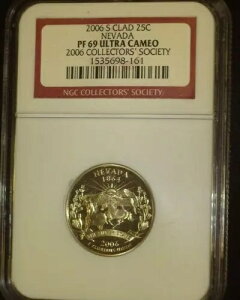 2006 S CLAD 25C
NEVADA
PF 69 ULTRA CAMEO
2006 COLLECTORS' SOCIETY
1535698-161
NGC COLLECTORS' SOCIETY
NEVADA
1864
2006